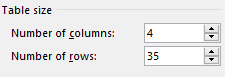 Table size
Number of columns: 4
Number of rows: 35